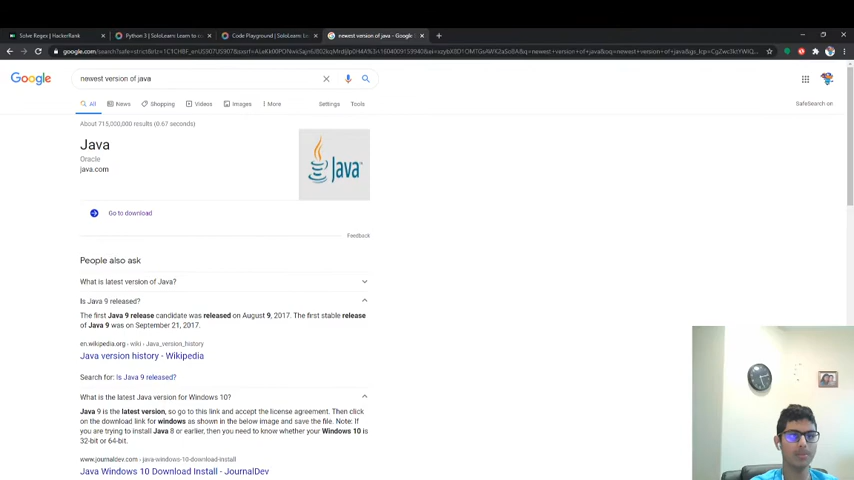 Solve Regex | HackerRank
Python 3 | SoloLearn: Learn to c
Code Playground | SoloLearn: L
newest version of java - Google
Google
newest version of java
All
News
Shopping
Videos
Images
More
Settings
Tools
SafeSearch on
About 715,000,000 results (0.67 seconds)
Java
Oracle
java.com
Java
Go to download
Feedback
People also ask
What is latest version of Java?
Is Java 9 released?
The first Java 9 release candidate was released on August 9, 2017. The first stable release
of Java 9 was on September 21, 2017.
en.wikipedia.org › wiki › Java_version_history
Java version history - Wikipedia
Search for: Is Java 9 released?
What is the latest Java version for Windows 10?
Java 9 is the latest version, so go to this link and accept the license agreement. Then click
on the download link for windows as shown in the below image and save the file. Note: If
you are trying to install Java 8 or earlier, then you need to know whether your Windows 10 is
32-bit or 64-bit.
www.journaldev.com › java-windows-10-download-install
Java Windows 10 Download Install - JournalDev